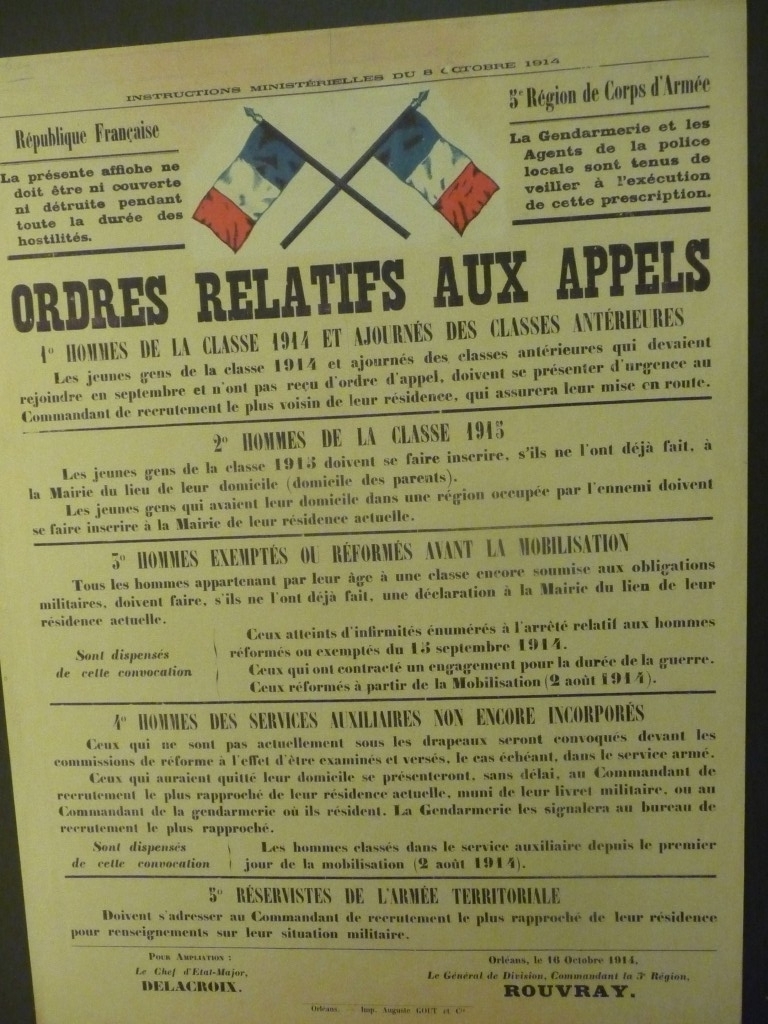 INSTRUCTIONS MINISTÉRIELLES DU 8 OCTOBRE 1914
République Française
La présente affiche ne
doit être ni couverte
ni détruite pendant
toute la durée des
hostilités.
5e Région de Corps d'Armée
La Gendarmerie et les
Agents de la police
locale sont tenus de
veiller à l'exécution
de cette prescription.
ORDRES RELATIFS AUX APPELS
1º HOMMES DE LA CLASSE 1914 ET AJOURNÉS DES CLASSES ANTÉRIEURES
Les jeunes gens de la classe 1914 et ajournés des classes antérieures qui devaient
rejoindre en septembre et n'ont pas reçu d'ordre d'appel, doivent se présenter d'urgence au
Commandant de recrutement le plus voisin de leur résidence, qui assurera leur mise en route.
2º HOMMES DE LA CLASSE 1915
Les jeunes gens de la classe 1915 doivent se faire inscrire, s'ils ne l'ont déjà fait, à
la Mairie du lieu de leur domicile (domicile des parents).
Les jeunes gens qui avaient leur domicile dans une région occupée par l'ennemi doivent
se faire inscrire à la Mairie de leur résidence actuelle.
3º HOMMES EXEMPTÉS OU RÉFORMÉS AVANT LA MOBILISATION
Tous les hommes appartenant par leur âge à une classe encore soumise aux obligations
militaires, doivent faire, s'ils ne l'ont déjà fait, une déclaration à la Mairie du lieu de leur
résidence actuelle.
Sont dispensés
de cette convocation
Ceux atteints d'infirmités énumérés à l'arrêté relatif aux hommes
réformés ou exemptés du 15 septembre 1914.
Ceux qui ont contracté un engagement pour la durée de la guerre.
Ceux réformés à partir de la Mobilisation (2 août 1914).
4º HOMMES DES SERVICES AUXILIAIRES NON ENCORE INCORPORÉS
Ceux qui ne sont pas actuellement sous les drapeaux seront convoqués devant les
commissions de réforme à l'effet d'être examinés et versés, le cas échéant, dans le service armé.
Ceux qui auraient quitté leur domicile se présenteront, sans délai, au Commandant de
recrutement le plus rapproché de leur résidence actuelle, muni de leur livret militaire, ou au
Commandant de la gendarmerie où ils résident. La Gendarmerie les signalera au bureau de
recrutement le plus rapproché.
Sont dispensés
de cette convocation
Les hommes classés dans le service auxiliaire depuis le premier
jour de la mobilisation (2 août 1914).
5º RÉSERVISTES DE L'ARMÉE TERRITORIALE
Doivent s'adresser au Commandant de recrutement le plus rapproché de leur résidence
pour renseignements sur leur situation militaire.
POUR AMPLIATION :
Le Chef d'Etat-Major,
DELACROIX.
Orléans, le 16 Octobre 1914,
Le Général de Division, Commandant la 5e Région,
ROUVRAY.
Orléans. — Imp. Auguste GOUT et Cie